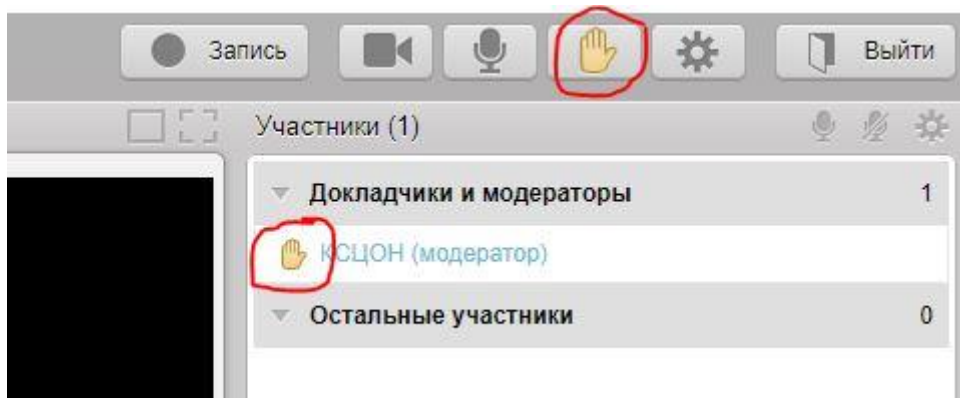 Запись
Выйти
Участники (1)
Докладчики и модераторы 1
КСЦОН (модератор)
Остальные участники 0